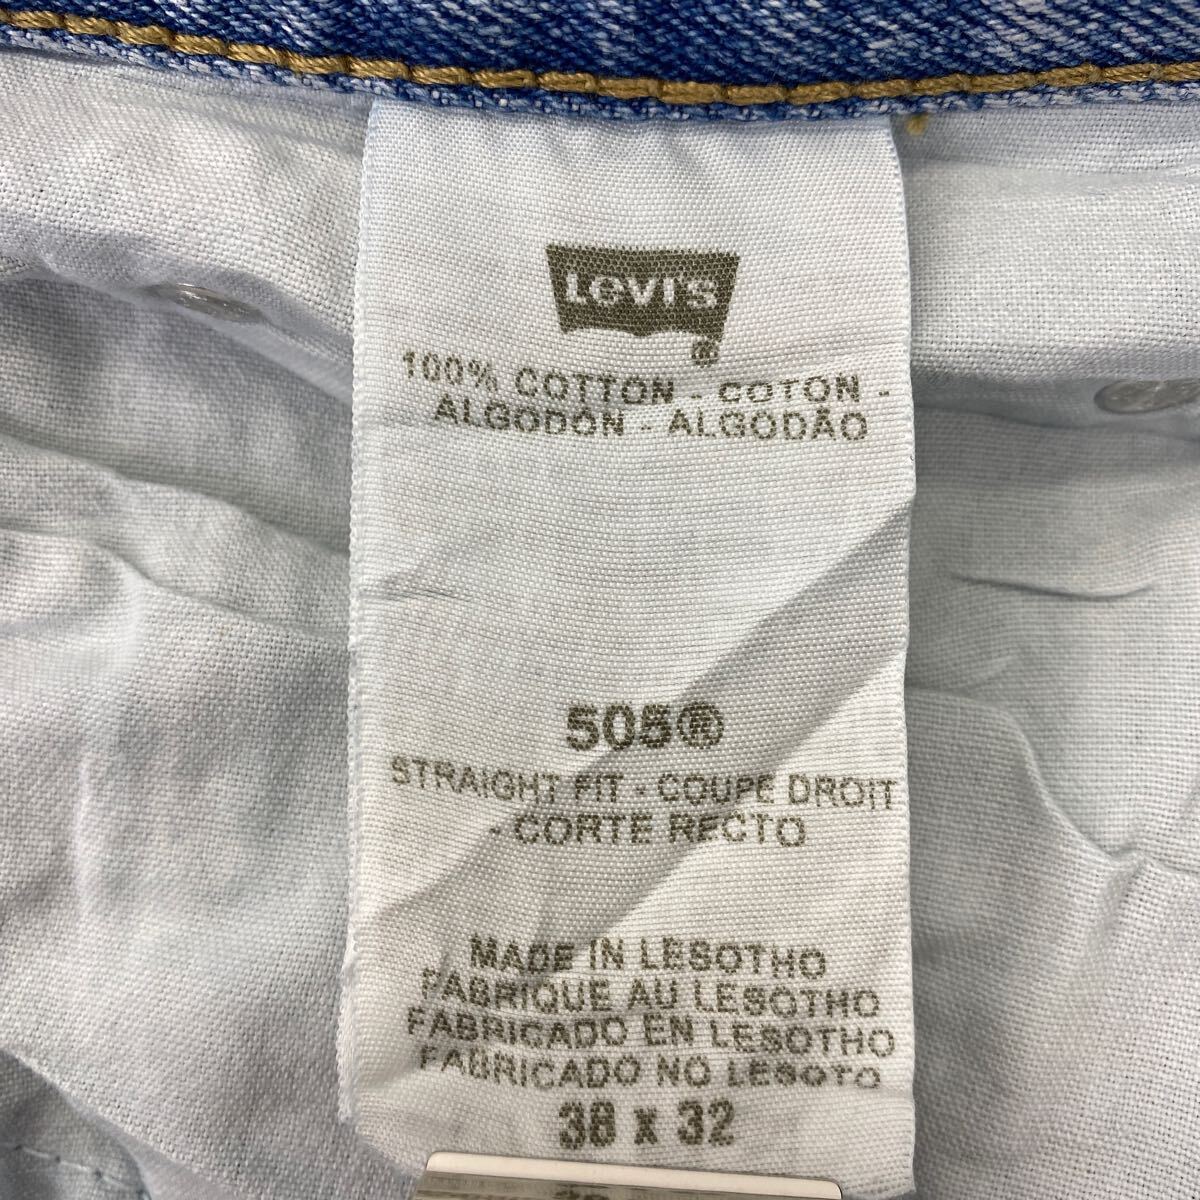 LEVI'S
®
100% COTTON - COTON -
ALGODÓN - ALGODÃO
505®
STRAIGHT FIT - COUPE DROIT
- CORTE RECTO
MADE IN LESOTHO
FABRIQUE AU LESOTHO
FABRICADO EN LESOTHO
FABRICADO NO LESOTO
38 x 32